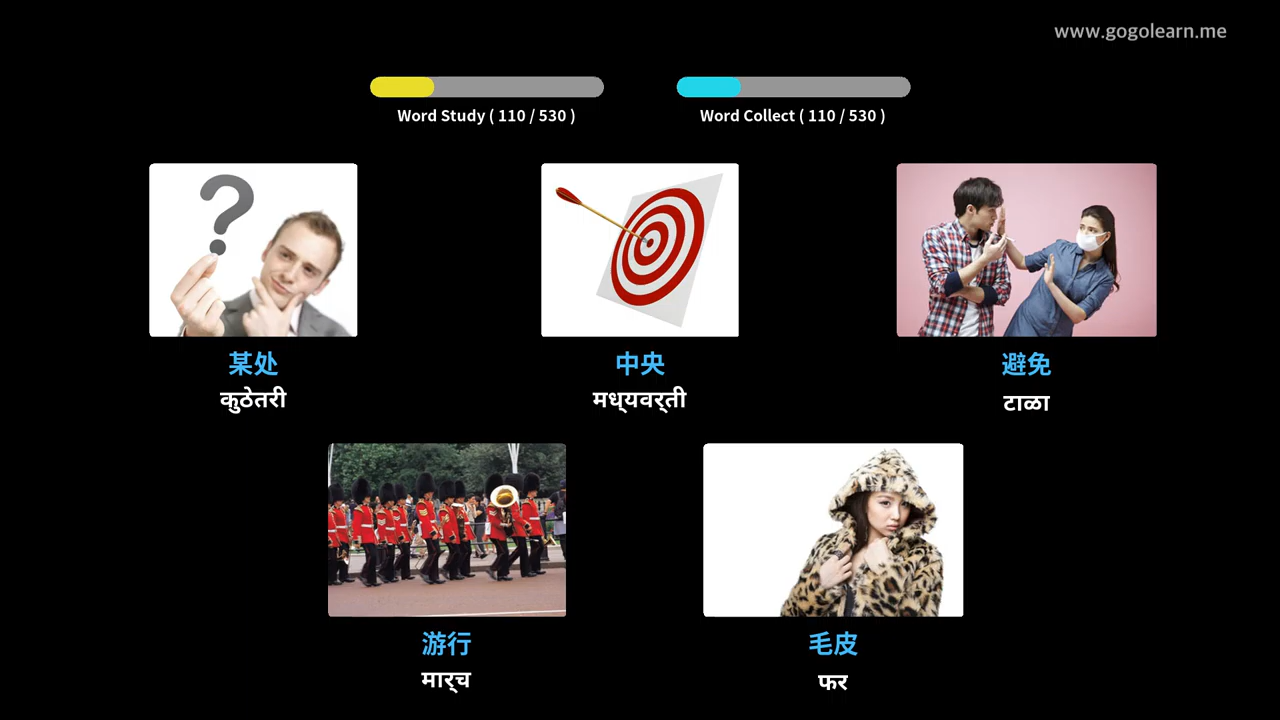 www.gogolearn.me
Word Study ( 110 / 530 )
Word Collect ( 110 / 530 )
?
某处
कुठेतरी
中央
मध्यवर्ती
避免
टाळा
游行
मार्च
毛皮
फर